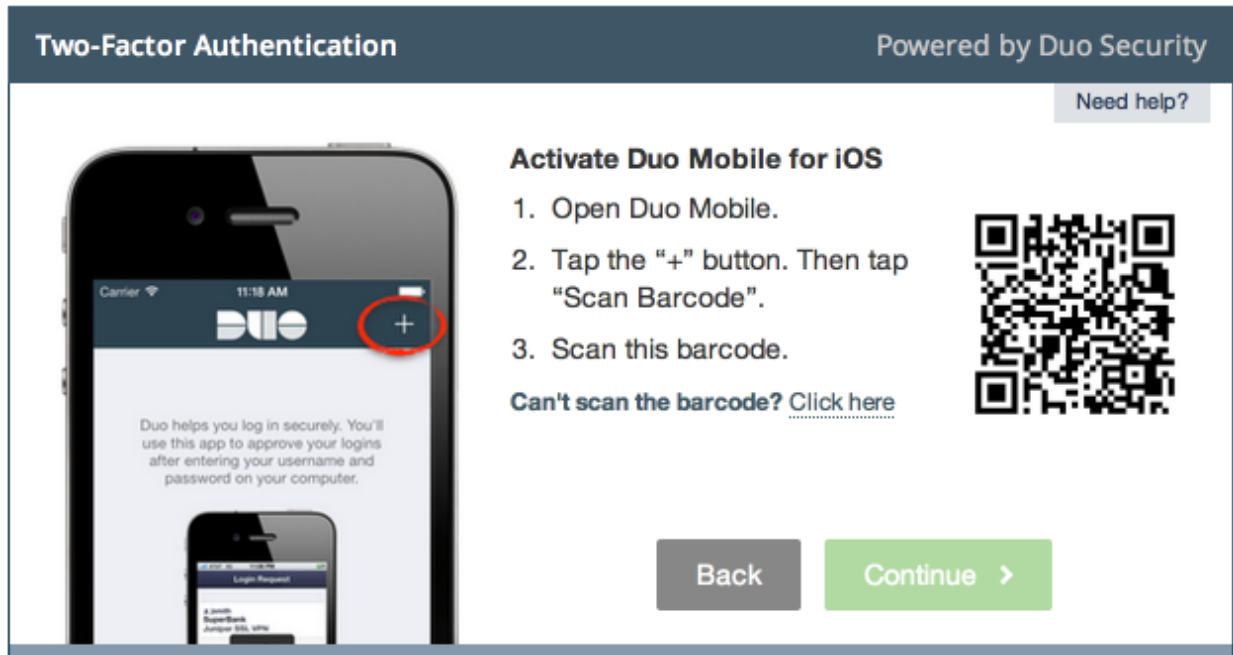 Two-Factor Authentication
Powered by Duo Security
Need help?
Activate Duo Mobile for iOS
1. Open Duo Mobile.
2. Tap the “+” button. Then tap
“Scan Barcode”.
3. Scan this barcode.
Can't scan the barcode? Click here
Back
Continue
Carrier
11:18 AM
DUO
+
Duo helps you log in securely. You'll
use this app to approve your logins
after entering your username and
password on your computer.
Login Request
SuperBank
Juniper SSL VPN